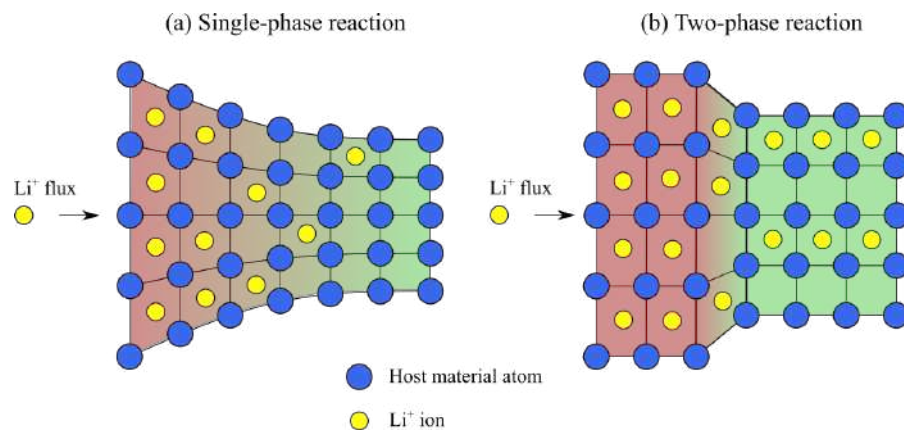 (a) Single-phase reaction
(b) Two-phase reaction
Li⁺ flux
Li⁺ flux
Host material atom
Li⁺ ion